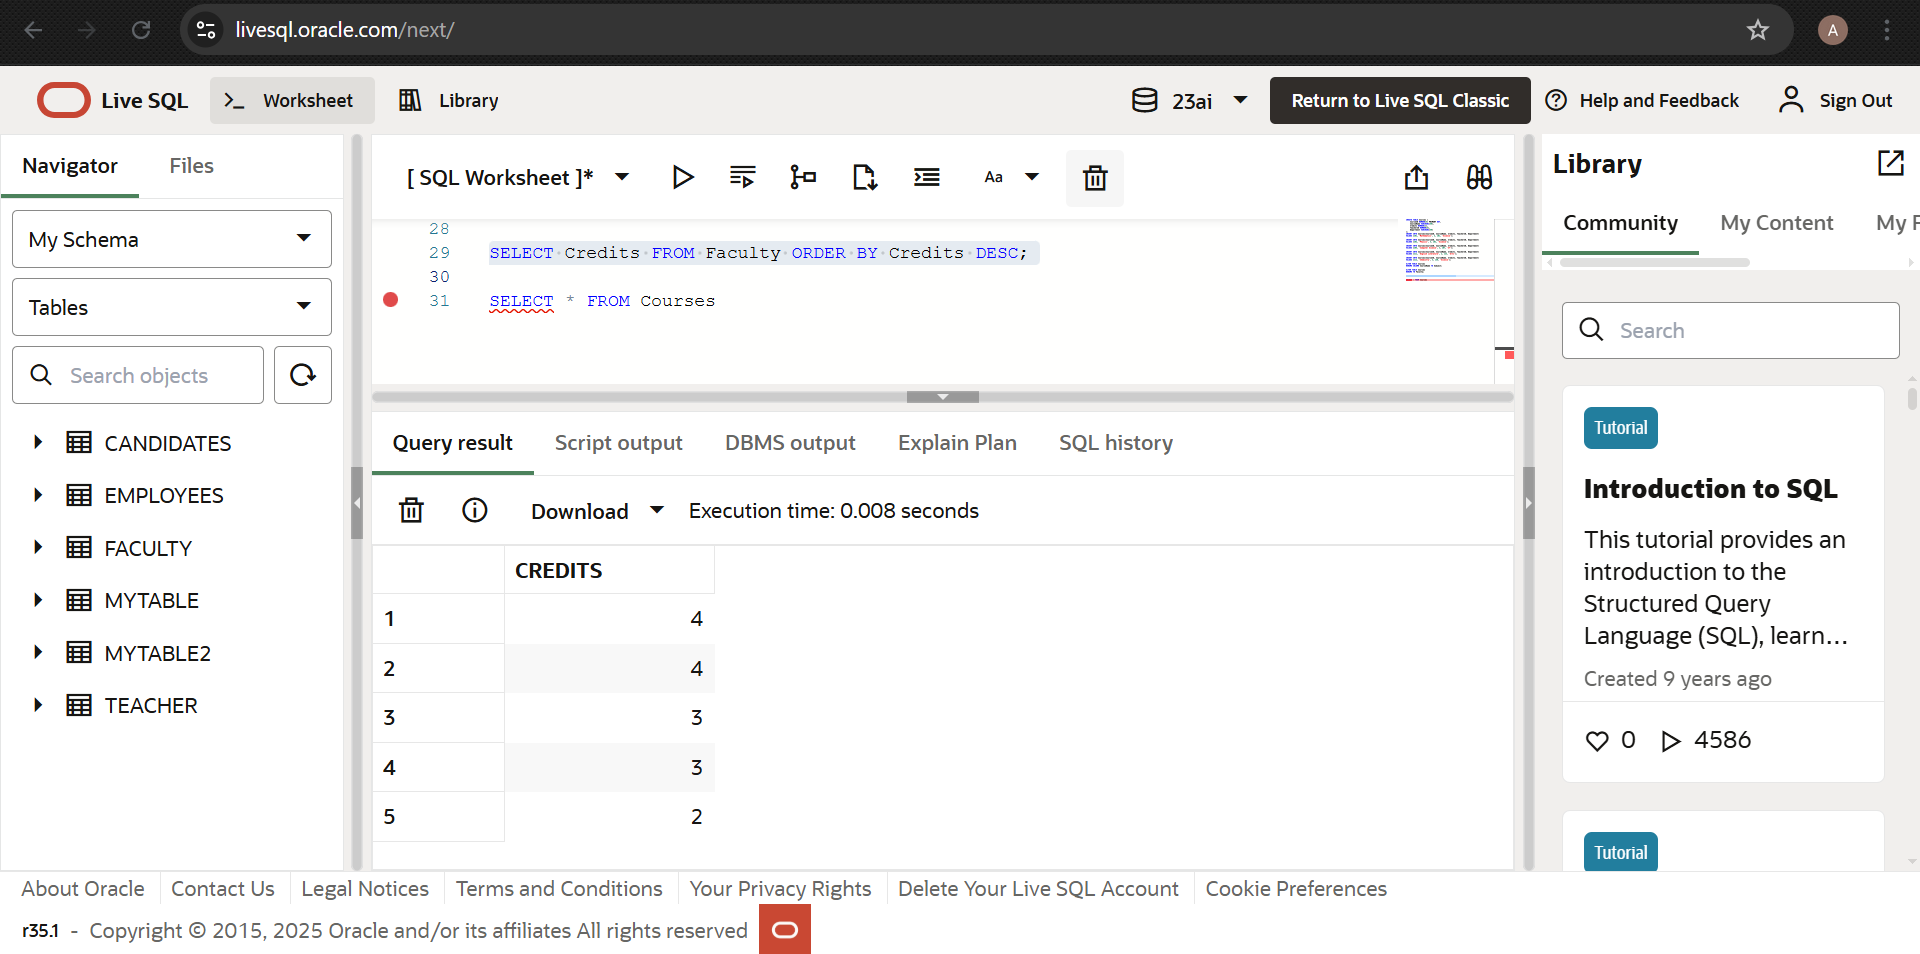 livesql.oracle.com/next/
A
Live SQL
Worksheet
Library
23ai
Return to Live SQL Classic
Help and Feedback
Sign Out
Navigator
Files
My Schema
Tables
Search objects
CANDIDATES
EMPLOYEES
FACULTY
MYTABLE
MYTABLE2
TEACHER
[ SQL Worksheet ]*
Aa
28
29 SELECT Credits FROM Faculty ORDER BY Credits DESC;
30
31 SELECT * FROM Courses
Query result
Script output
DBMS output
Explain Plan
SQL history
Download
Execution time: 0.008 seconds
CREDITS
1 4
2 4
3 3
4 3
5 2
Library
Community
My Content
My F
Search
Tutorial
Introduction to SQL
This tutorial provides an
introduction to the
Structured Query
Language (SQL), learn...
Created 9 years ago
0
4586
Tutorial
About Oracle
Contact Us
Legal Notices
Terms and Conditions
Your Privacy Rights
Delete Your Live SQL Account
Cookie Preferences
r35.1 - Copyright © 2015, 2025 Oracle and/or its affiliates All rights reserved